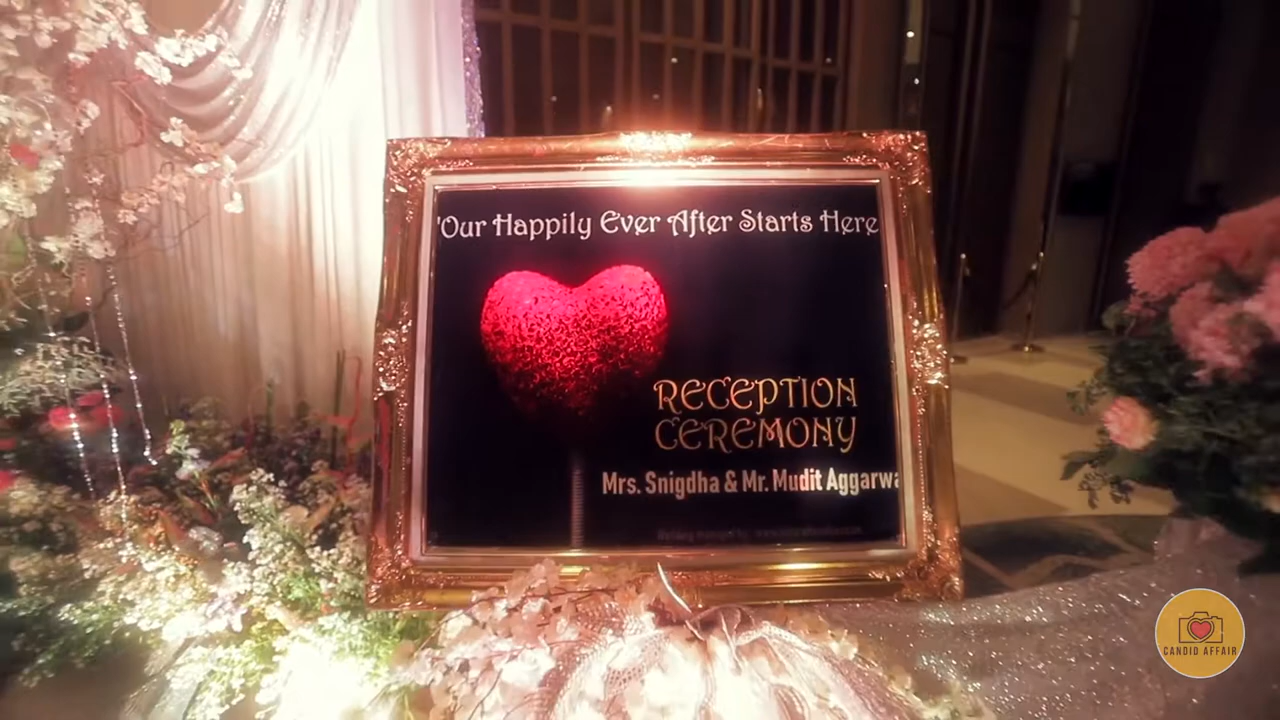 'Our Happily Ever After Starts Here
RECEPTION
CEREMONY
Mrs. Snigdha & Mr. Mudit Aggarwa
CANDID AFFAIR